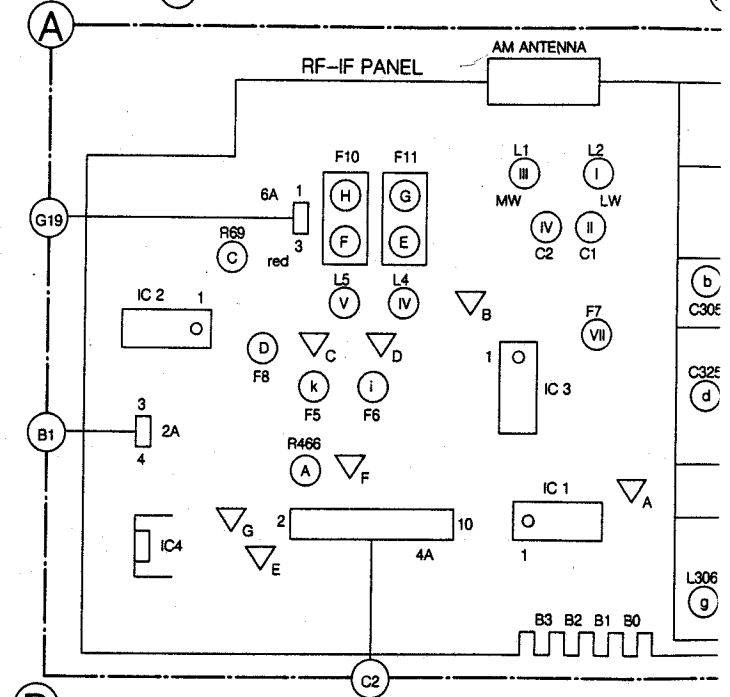 A
RF-IF PANEL
AM ANTENNA
F10 F11
L1 L2
III I
MW LW
6A 1
H G
G19
R69
C
red
3
F E
IV II
C2 C1
L5 L4
V IV
B
b
C305
IC 2 1
F7
VII
D
F8
C D
1
IC 3
k i
F5 F6
C325
d
3
B1
2A
4
R466
A
F
IC 1
A
G
2 10
4A
1
IC4
E
L306
g
B3 B2 B1 B0
C2